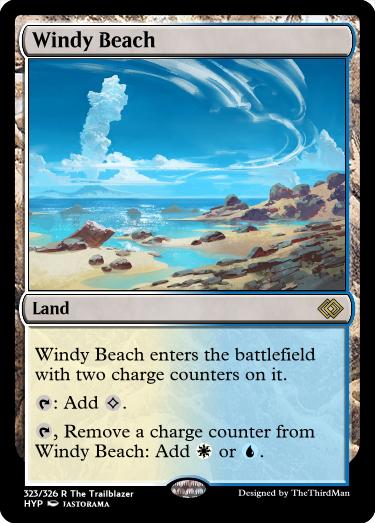 Windy Beach
Land
Windy Beach enters the battlefield
with two charge counters on it.
: Add .
, Remove a charge counter from
Windy Beach: Add or .
323/326 R The Trailblazer
HYP JASTORAMA
Designed by TheThirdMan